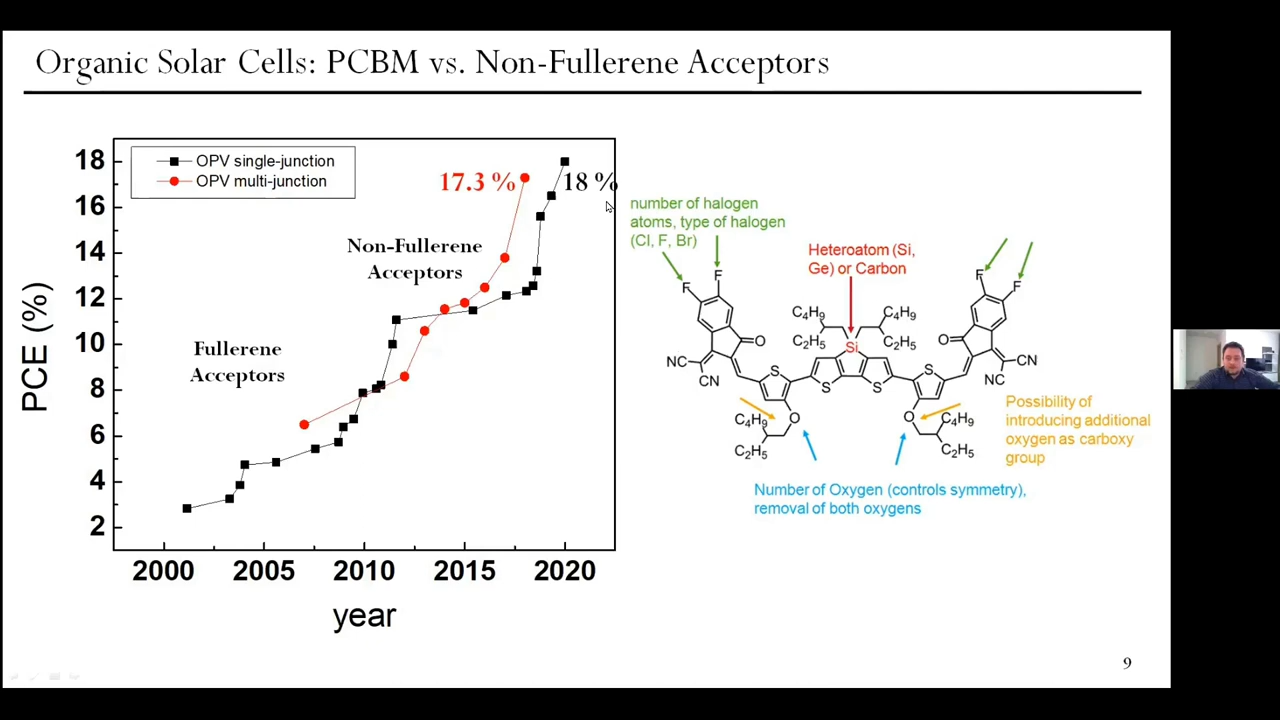 Organic Solar Cells: PCBM vs. Non-Fullerene Acceptors
OPV single-junction
OPV multi-junction
17.3 %
18 %
Non-Fullerene
Acceptors
Fullerene
Acceptors
18
16
14
12
10
8
6
4
2
PCE (%)
2000
2005
2010
2015
2020
year
number of halogen
atoms, type of halogen
(Cl, F, Br)
Heteroatom (Si,
Ge) or Carbon
F
F
F
F
C4H9
C4H9
C2H5
C2H5
Si
O
O
NC
CN
CN
NC
S
S
S
S
O
O
C4H9
C2H5
C4H9
C2H5
Possibility of
introducing additional
oxygen as carboxy
group
Number of Oxygen (controls symmetry),
removal of both oxygens
9